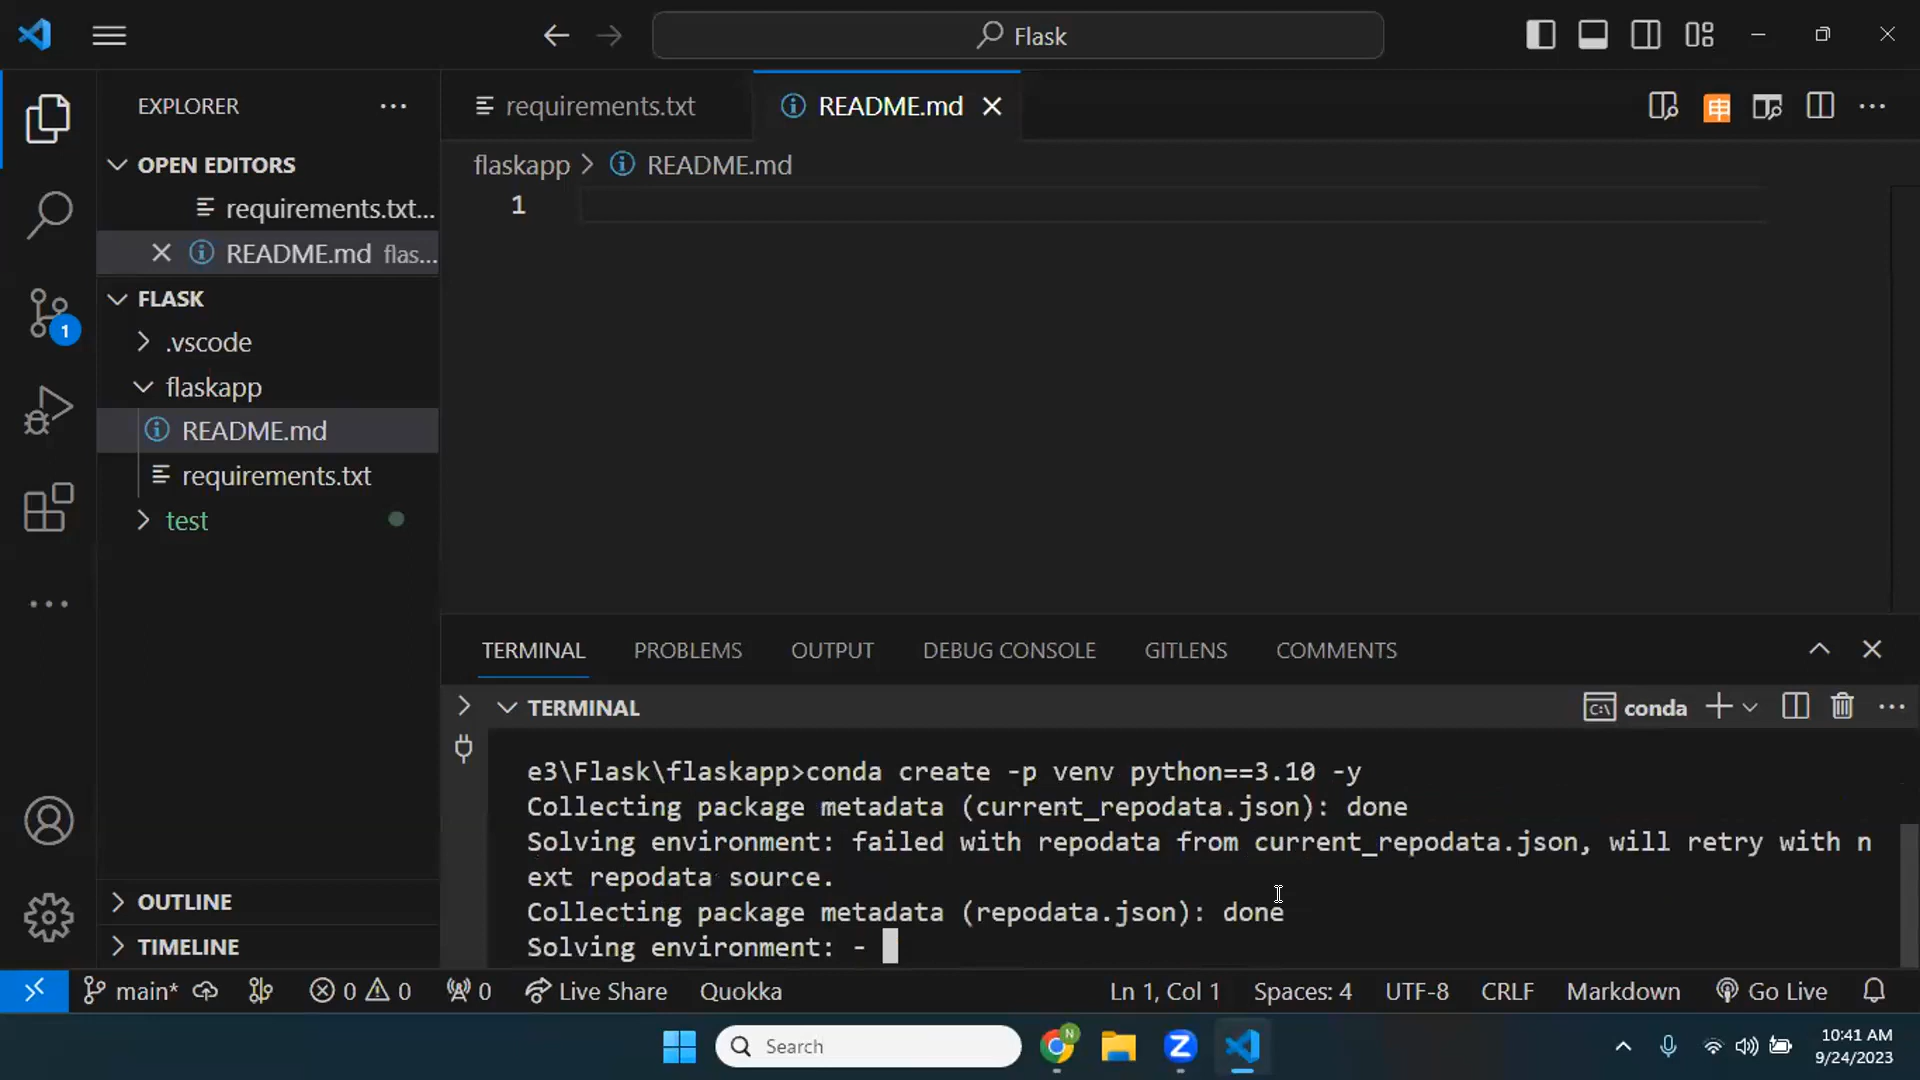 Flask
EXPLORER
requirements.txt
README.md
OPEN EDITORS
requirements.txt...
README.md flas...
FLASK
.vscode
flaskapp
README.md
requirements.txt
test
OUTLINE
TIMELINE
flaskapp > README.md
1
1
TERMINAL PROBLEMS OUTPUT DEBUG CONSOLE GITLENS COMMENTS
TERMINAL
conda
e3\Flask\flaskapp>conda create -p venv python==3.10 -y
Collecting package metadata (current_repodata.json): done
Solving environment: failed with repodata from current_repodata.json, will retry with n
ext repodata source.
Collecting package metadata (repodata.json): done
Solving environment: -
main* 0 0 0 Live Share Quokka Ln 1, Col 1 Spaces: 4 UTF-8 CRLF Markdown Go Live
Search
N
Z
10:41 AM
9/24/2023